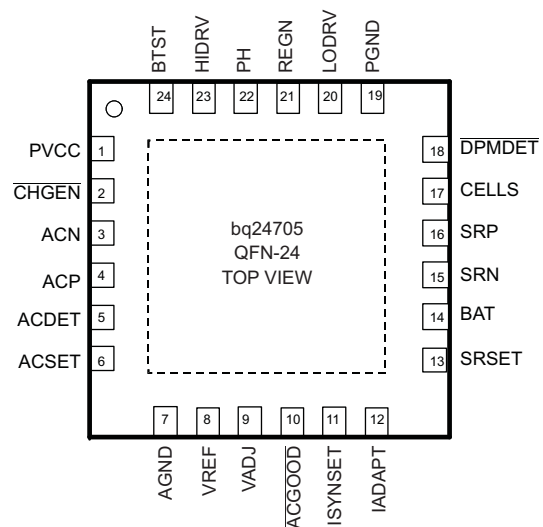 BTST
HIDRV
PH
REGN
LODRV
PGND
24
23
22
21
20
19
PVCC 1
CHGEN 2
ACN 3
ACP 4
ACDET 5
ACSET 6
bq24705
QFN-24
TOP VIEW
18 DPMDET
17 CELLS
16 SRP
15 SRN
14 BAT
13 SRSET
7
8
9
10
11
12
AGND
VREF
VADJ
ACGOOD
ISYNSET
IADAPT